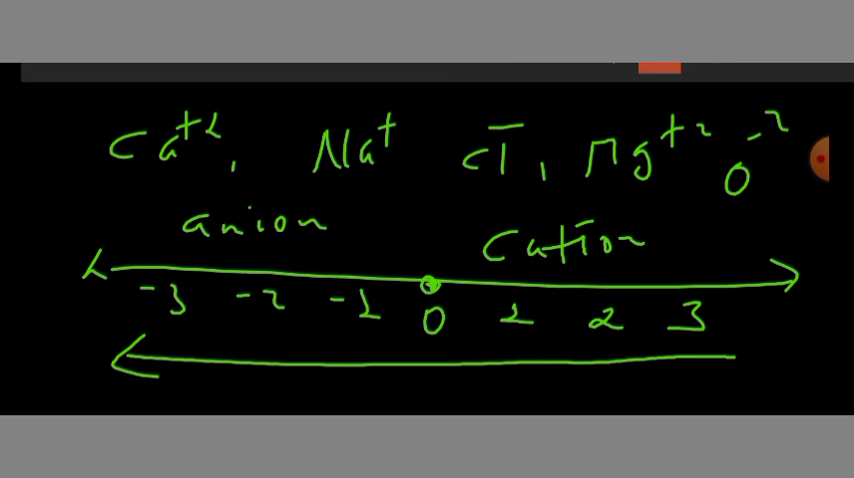 Ca⁺², Na⁺ Cl⁻, Mg⁺² O⁻²
anion Cation
-3 -2 -1 0 1 2 3